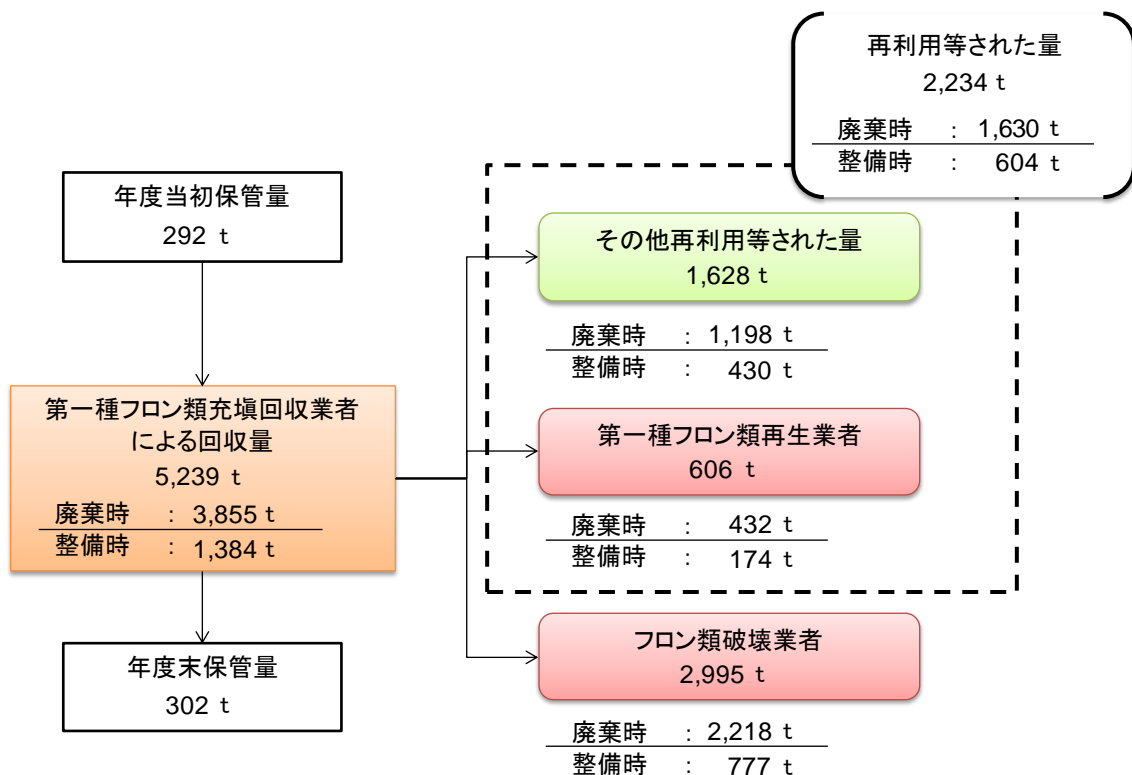 再利用等された量
2,234 t
廃棄時 : 1,630 t
整備時 : 604 t
年度当初保管量
292 t
その他再利用等された量
1,628 t
廃棄時 : 1,198 t
整備時 : 430 t
第一種フロン類充塡回収業者
による回収量
5,239 t
廃棄時 : 3,855 t
整備時 : 1,384 t
第一種フロン類再生業者
606 t
廃棄時 : 432 t
整備時 : 174 t
年度末保管量
302 t
フロン類破壊業者
2,995 t
廃棄時 : 2,218 t
整備時 : 777 t